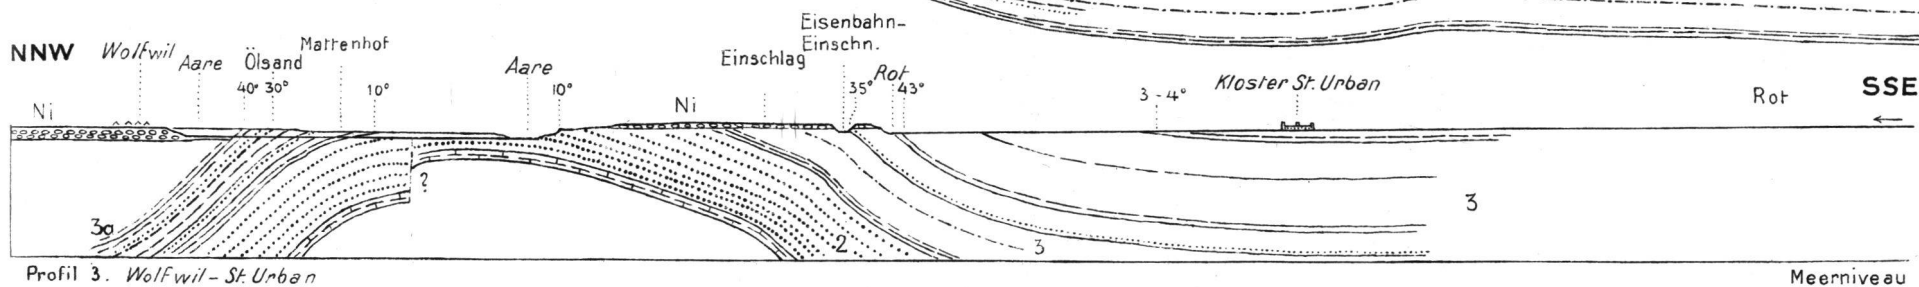 Eisenbahn-
Einschn.
NNW Wolfwil Aare Ölsand Mattenhof Aare Einschlag Rot Kloster St. Urban SSE
40° 30° 10° 10° 35° 43° 3-4° Rot
Ni Ni
?
3a 2 3 3
Profil 3. Wolfwil – St. Urban Meerniveau